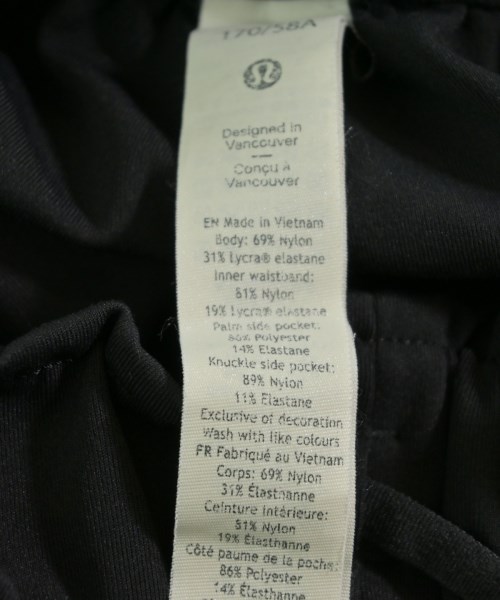 170/58A
Designed in
Vancouver
Conçu à
Vancouver
EN Made in Vietnam
Body: 69% Nylon
31% Lycra® elastane
Inner waistband:
81% Nylon
19% Lycra® elastane
Palm side pocket:
86% Polyester
14% Elastane
Knuckle side pocket:
89% Nylon
11% Elastane
Exclusive of decoration
Wash with like colours
FR Fabriqué au Vietnam
Corps: 69% Nylon
31% Élasthanne
Ceinture intérieure:
81% Nylon
19% Élasthanne
Côté paume de la poche:
86% Polyester
14% Élasthanne